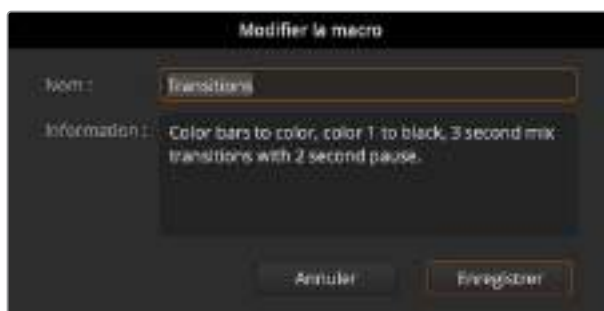 Modifier la macro
Nom :
Transitions
Information :
Color bars to color, color 1 to black, 3 second mix
transitions with 2 second pause.
Annuler
Enregistrer